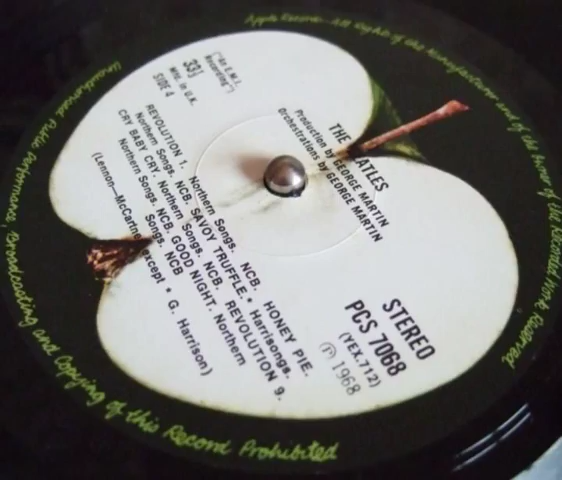 THE BEATLES
Production by GEORGE MARTIN
Orchestrations by GEORGE MARTIN
["An E.M.I.
Recording"]
33⅓
MFG. IN U.K.
SIDE 4
STEREO
PCS 7068
(YEX.712)
Ⓟ 1968
REVOLUTION 1. Northern Songs. NCB. HONEY PIE.
Northern Songs. NCB. SAVOY TRUFFLE.* Harrisongs.
CRY BABY CRY. Northern Songs. NCB. REVOLUTION 9.
Northern Songs. NCB. GOOD NIGHT. Northern
Songs. NCB
(Lennon—McCartney except * G. Harrison)
Apple Records All Rights of the Manufacturer and of the Owner of the Recorded Work Reserved
Unauthorised Public Performance, Broadcasting and Copying of this Record Prohibited